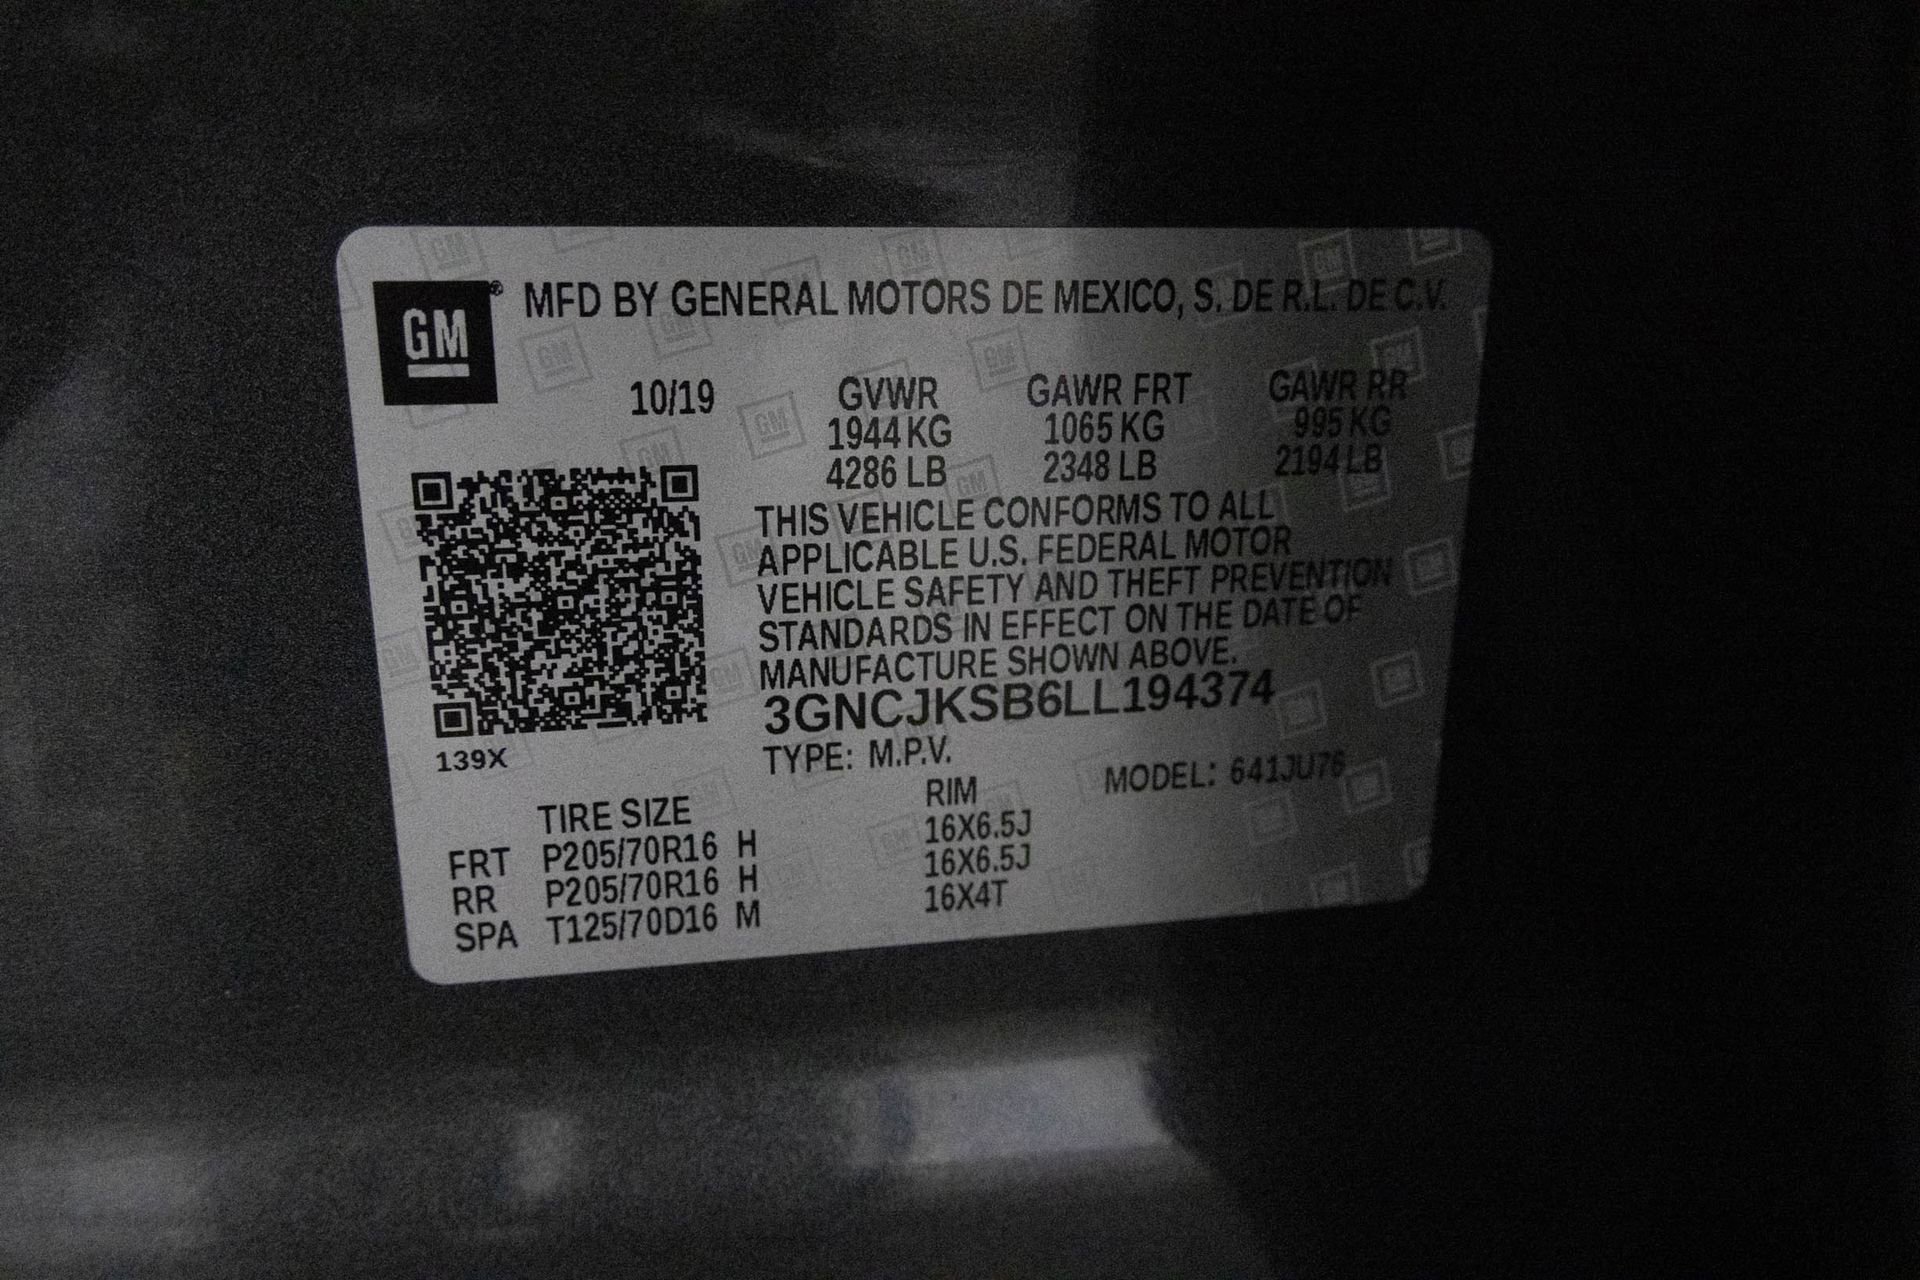 GM® MFD BY GENERAL MOTORS DE MEXICO, S. DE R.L. DE C.V.
10/19 GVWR GAWR FRT GAWR RR
1944 KG 1065 KG 995 KG
4286 LB 2348 LB 2194 LB
THIS VEHICLE CONFORMS TO ALL
APPLICABLE U.S. FEDERAL MOTOR
VEHICLE SAFETY AND THEFT PREVENTION
STANDARDS IN EFFECT ON THE DATE OF
MANUFACTURE SHOWN ABOVE.
3GNCJKSB6LL194374
139X
TYPE: M.P.V. MODEL: 641JU76
TIRE SIZE RIM
FRT P205/70R16 H 16X6.5J
RR P205/70R16 H 16X6.5J
SPA T125/70D16 M 16X4T